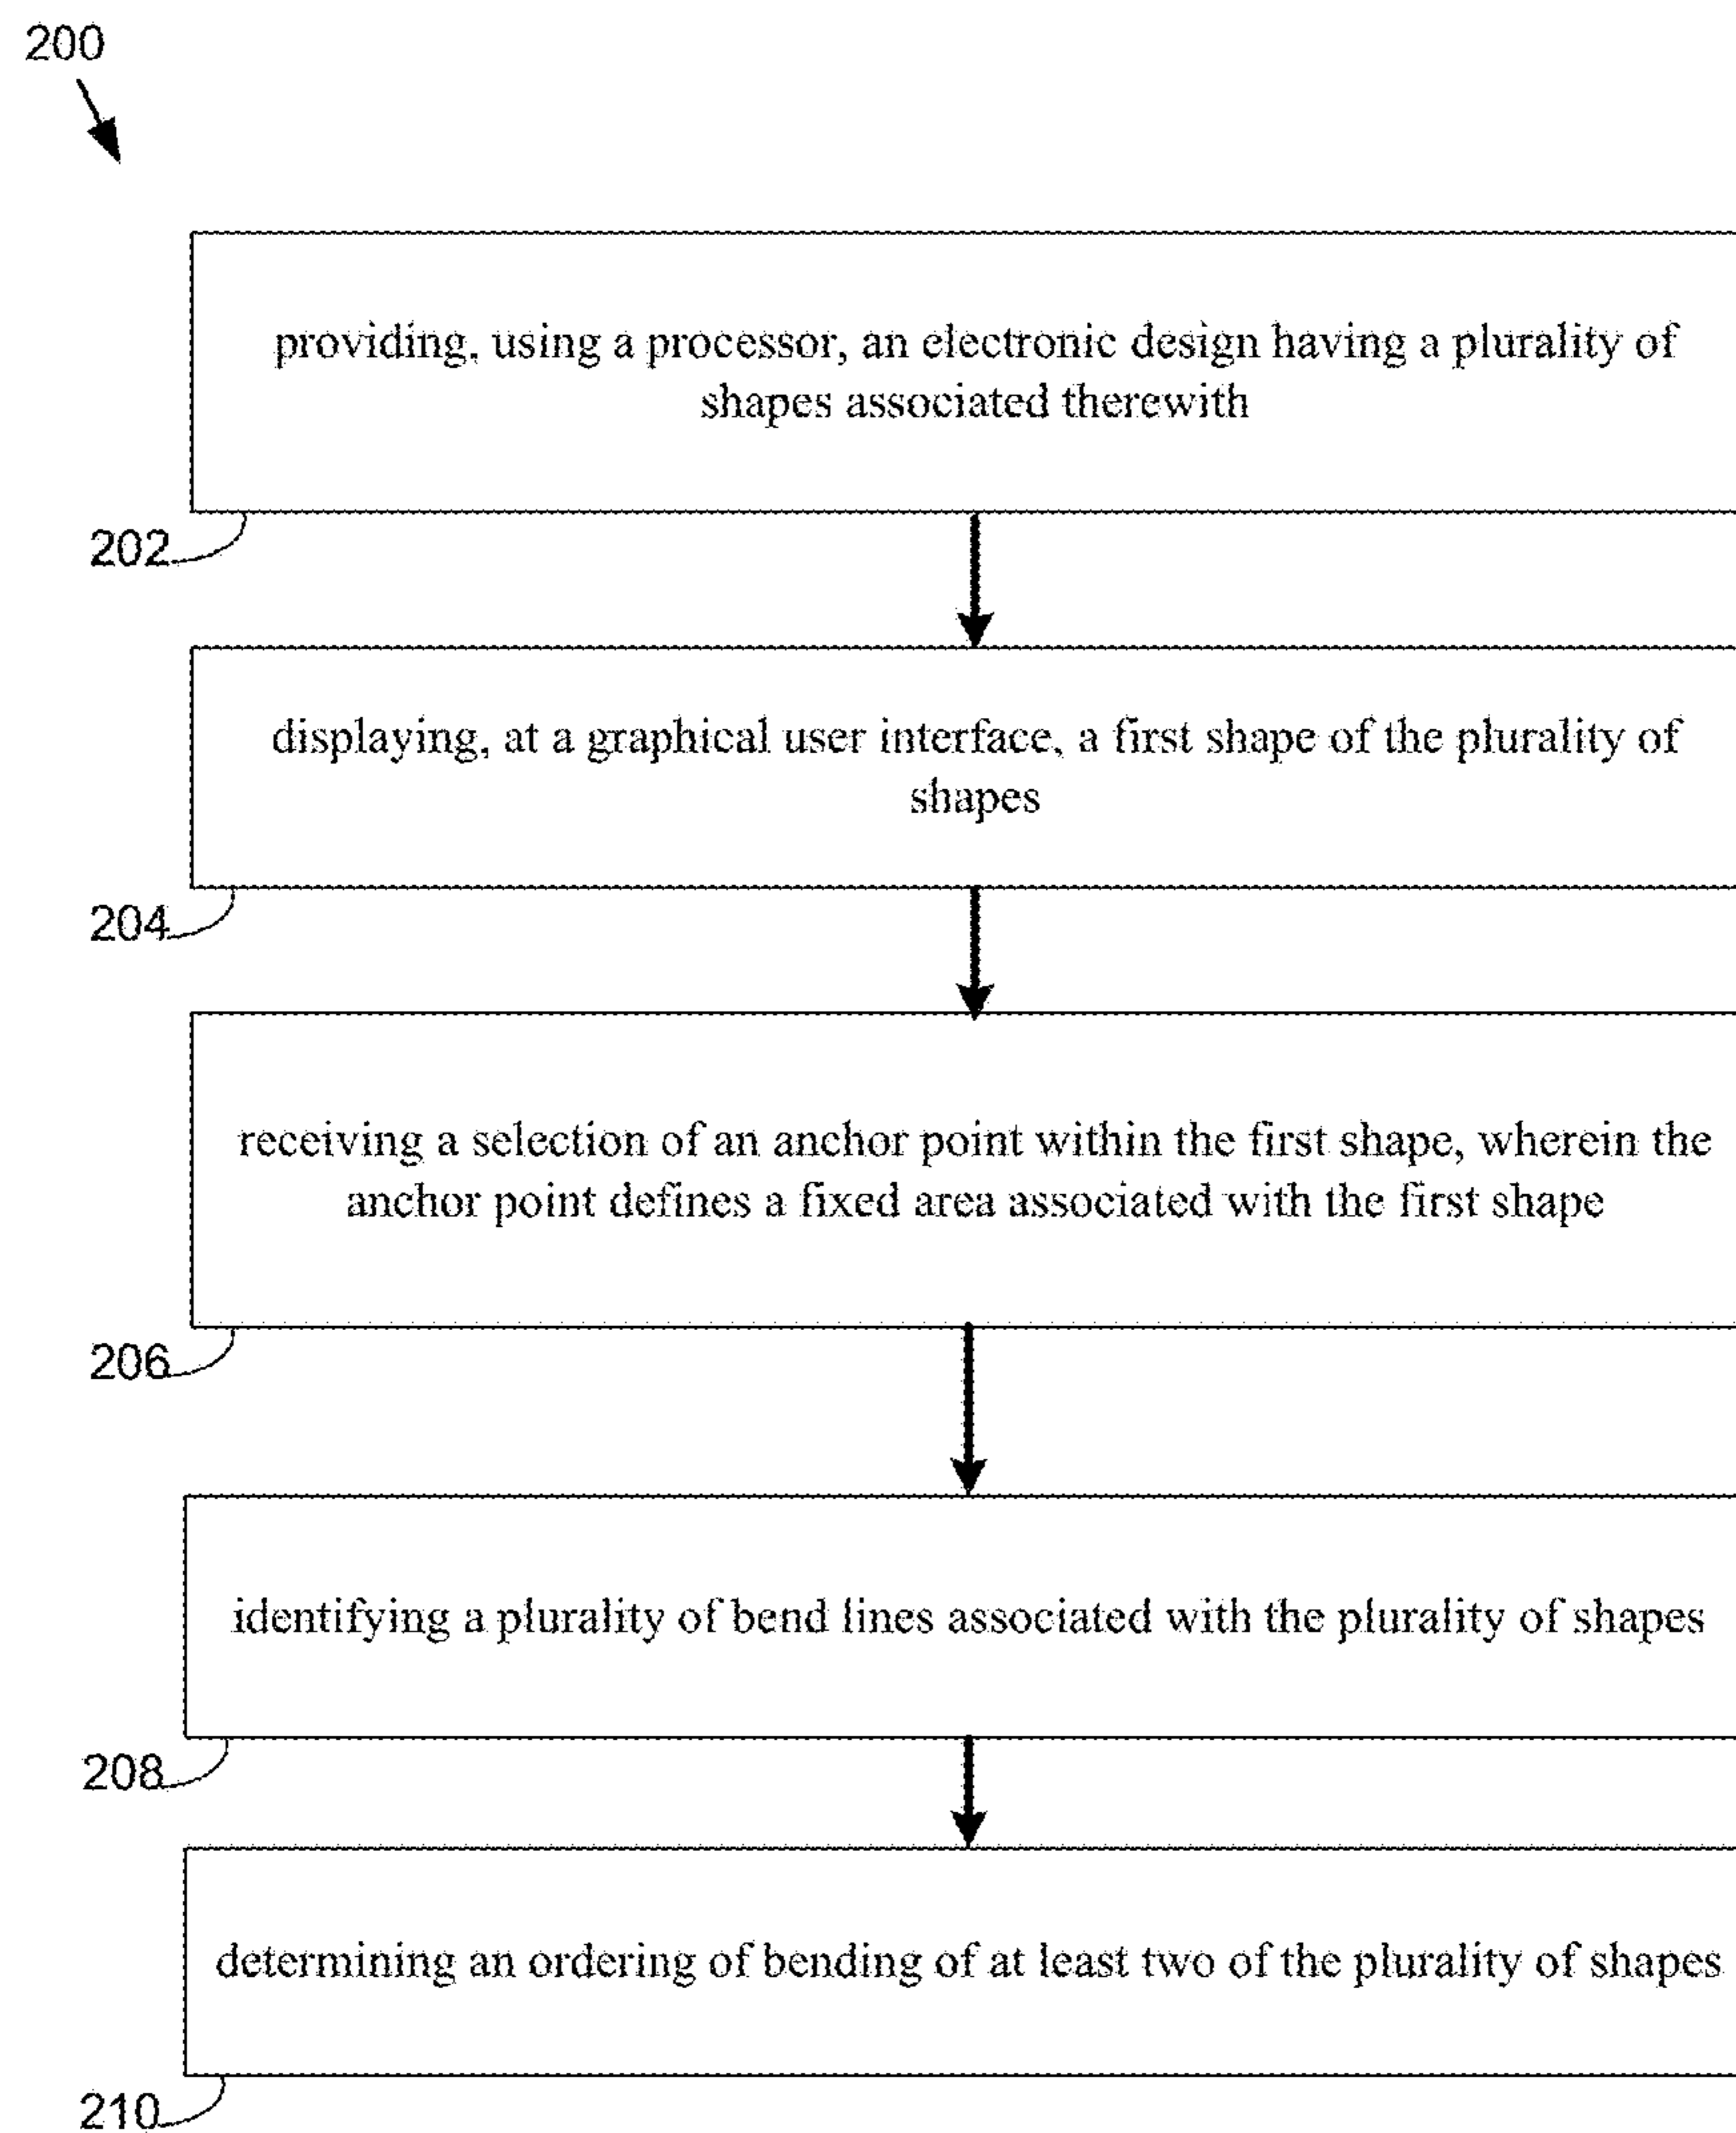 200
providing, using a processor, an electronic design having a plurality of
shapes associated therewith
202
displaying, at a graphical user interface, a first shape of the plurality of
shapes
204
receiving a selection of an anchor point within the first shape, wherein the
anchor point defines a fixed area associated with the first shape
206
identifying a plurality of bend lines associated with the plurality of shapes
208
determining an ordering of bending of at least two of the plurality of shapes
210